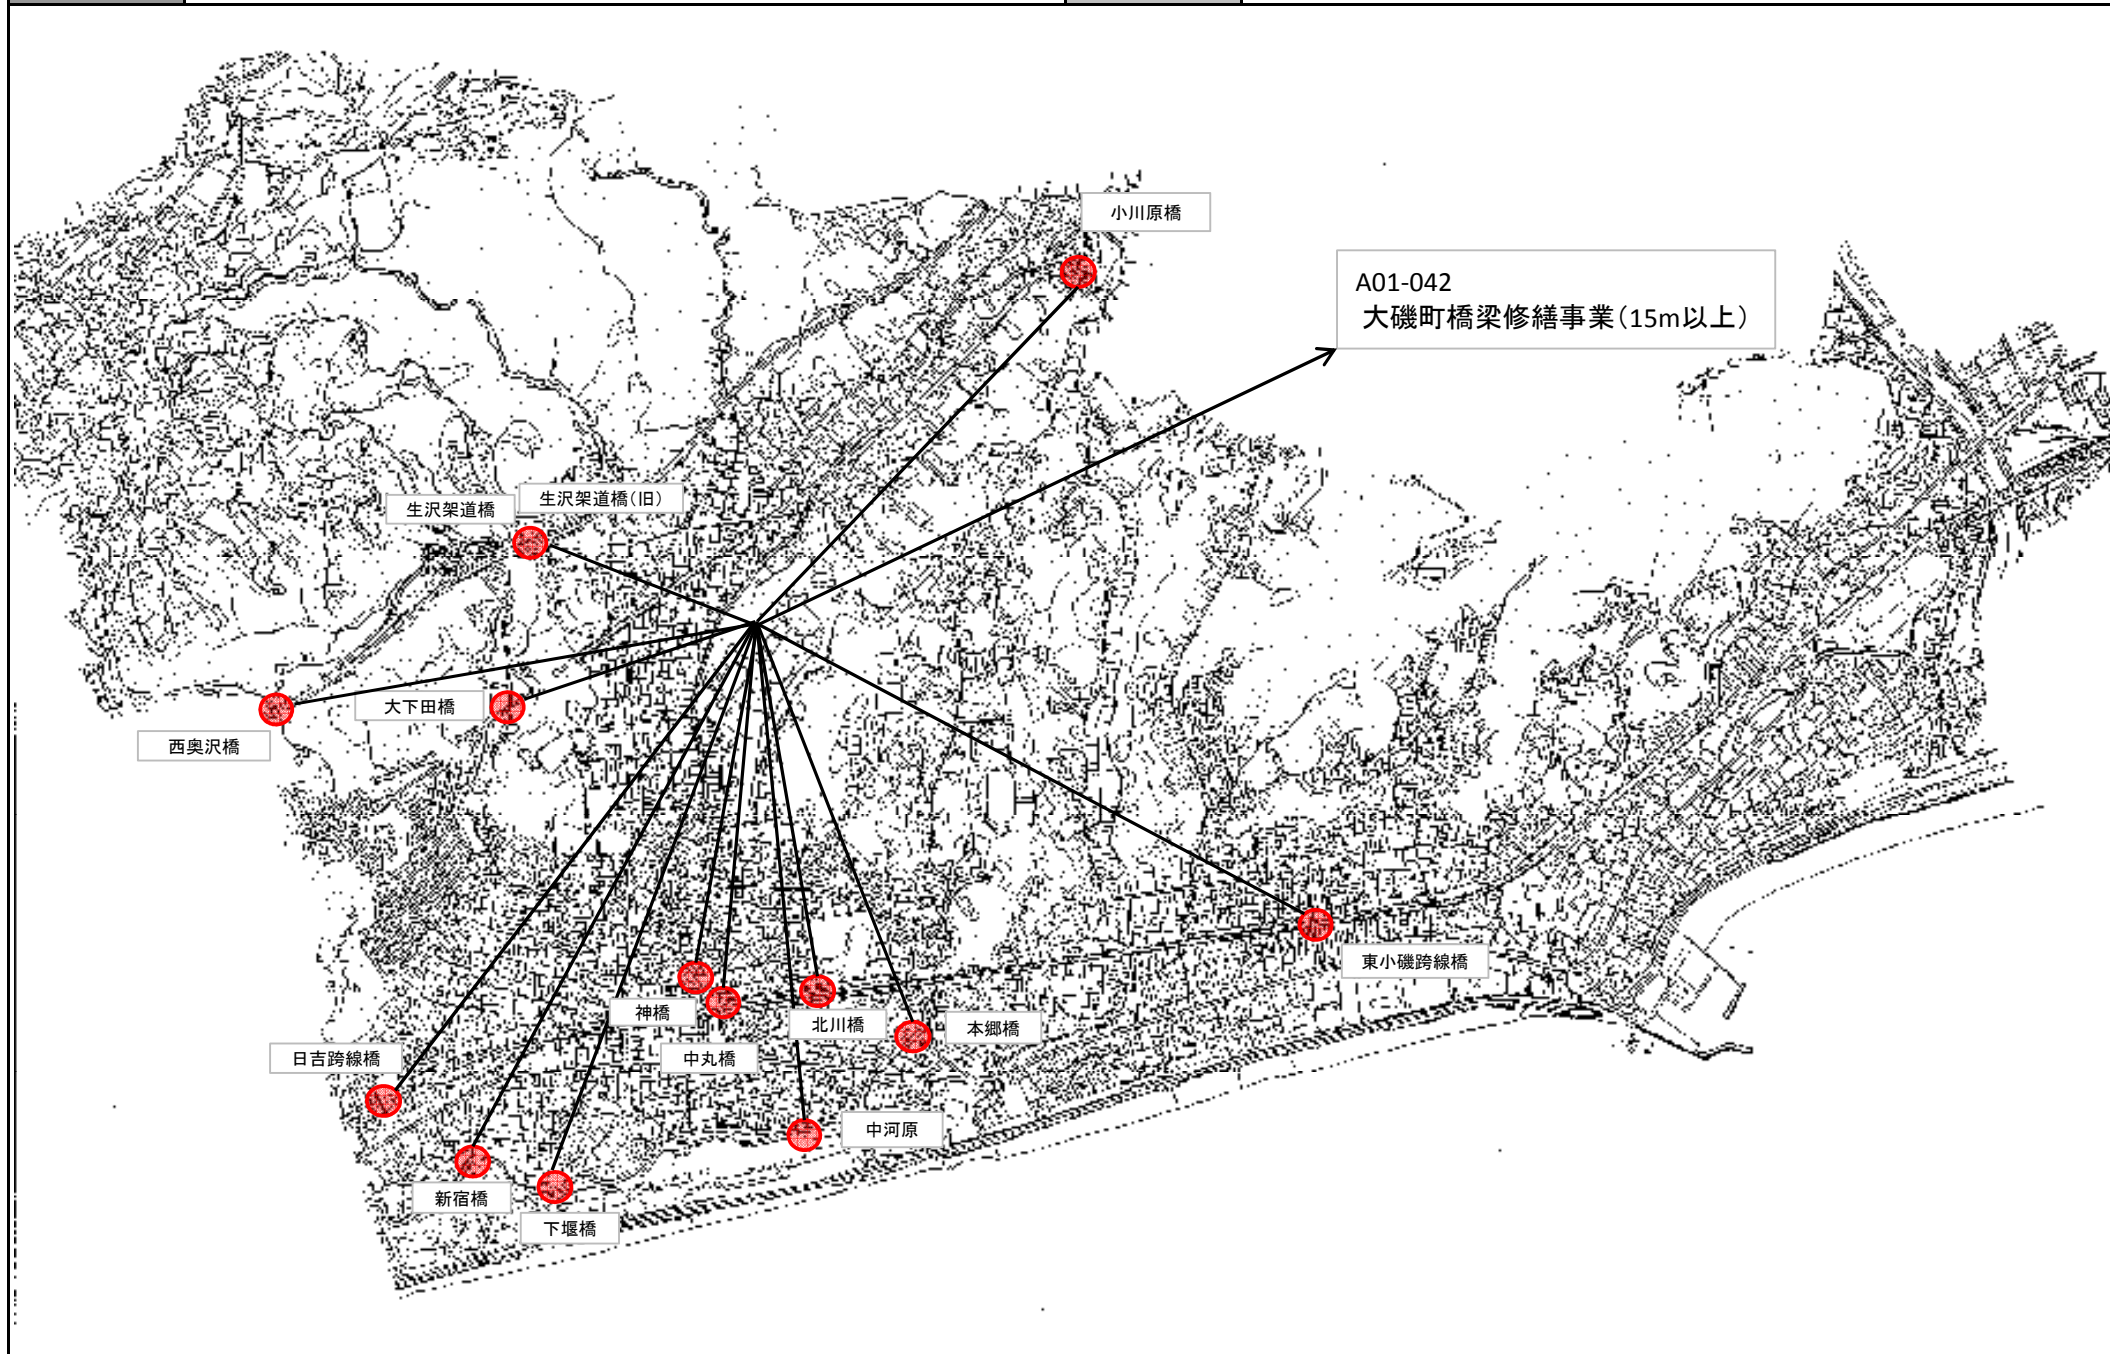 小川原橋
A01-042
大磯町橋梁修繕事業（15m以上）
生沢架道橋
生沢架道橋（旧）
大下田橋
西奥沢橋
東小磯跨線橋
神橋
北川橋
本郷橋
日吉跨線橋
中丸橋
中河原
新宿橋
下堰橋